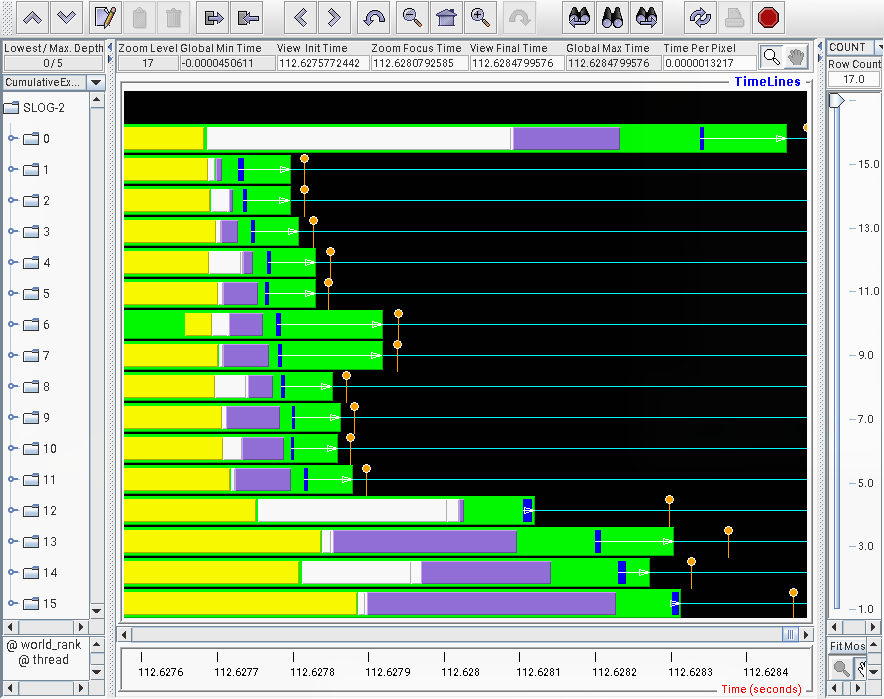 Lowest / Max. Depth Zoom Level Global Min Time View Init Time Zoom Focus Time View Final Time Global Max Time Time Per Pixel COUNT
0 / 5 17 -0.0000450611 112.6275772442 112.6280792585 112.6284799576 112.6284799576 0.0000013217 Row Count
17.0
CumulativeEx... TimeLines
SLOG-2
0
1
2
3
4
5
6
7
8
9
10
11
12
13
14
15
15.0
13.0
11.0
9.0
7.0
5.0
3.0
1.0
@ world_rank
@ thread
Fit Mos
112.6276 112.6277 112.6278 112.6279 112.628 112.6281 112.6282 112.6283 112.6284
Time (seconds)